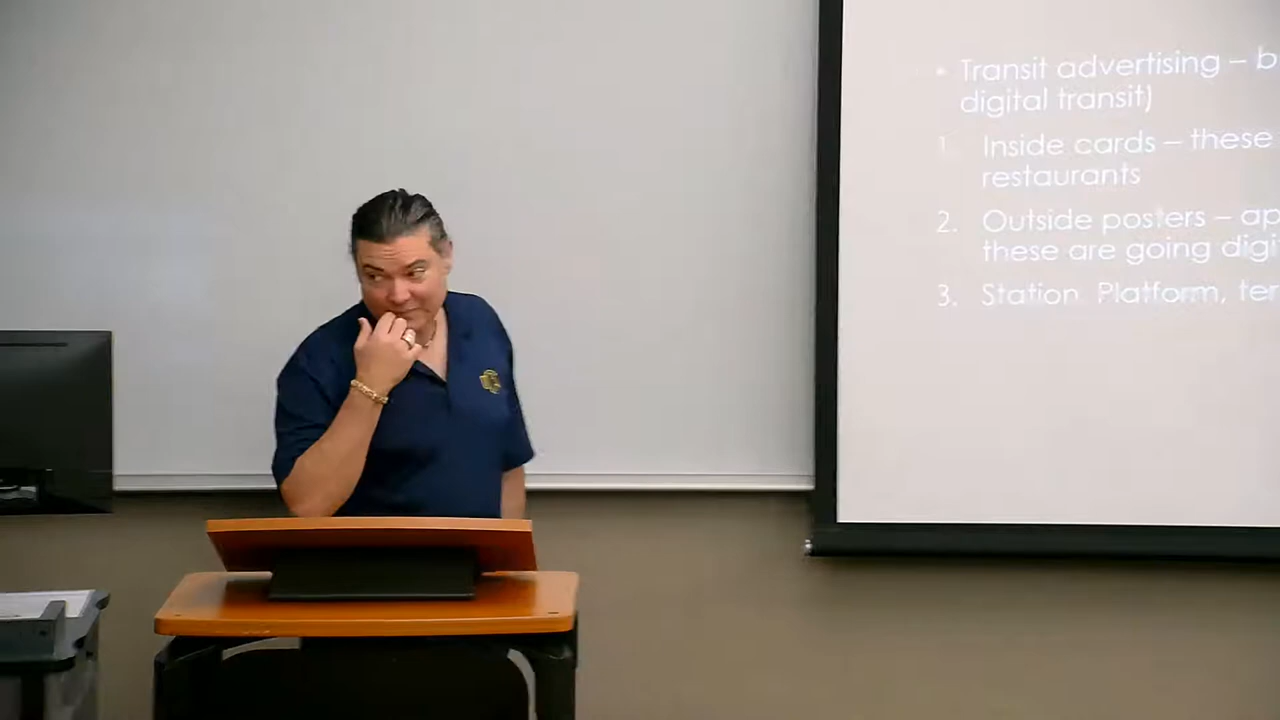 • Transit advertising – b
digital transit)
1. Inside cards – these
restaurants
2. Outside posters – ap
these are going digi
3. Station, Platform, ter